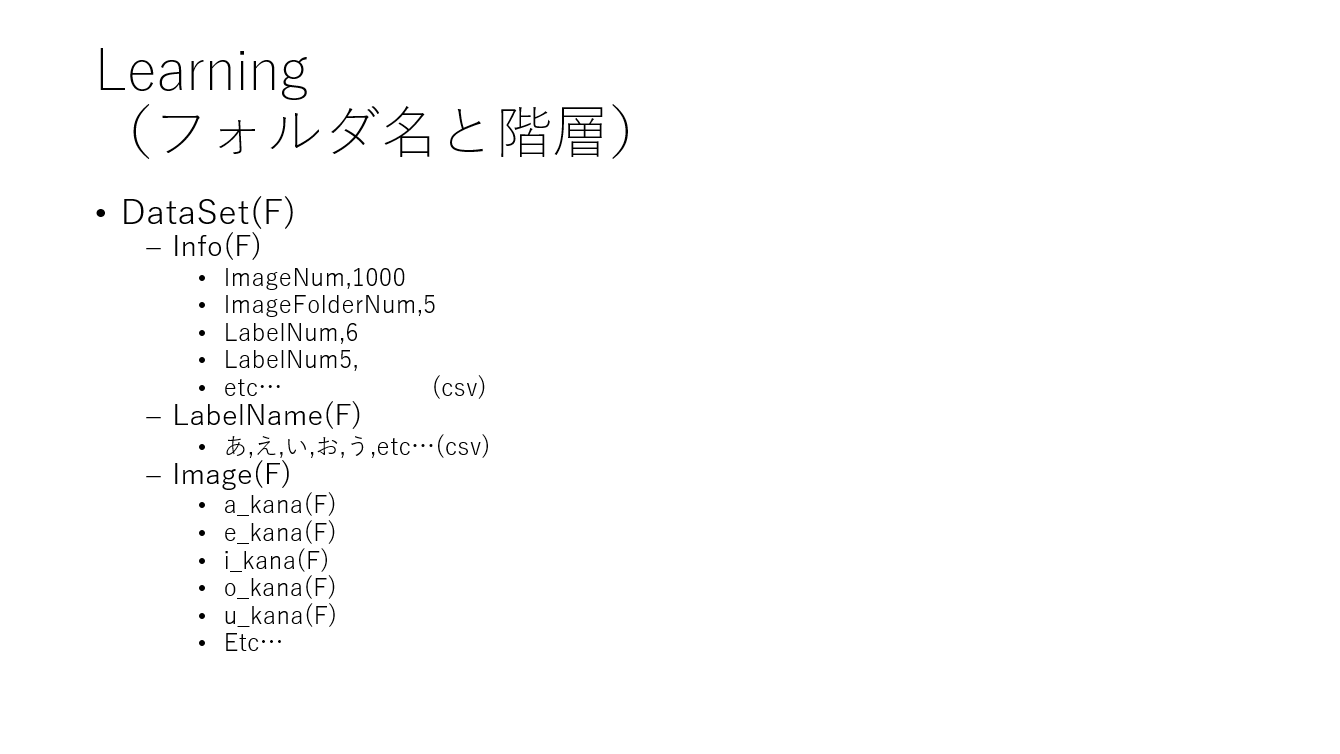 Learning
（フォルダ名と階層）
• DataSet(F)
– Info(F)
• ImageNum,1000
• ImageFolderNum,5
• LabelNum,6
• LabelNum5,
• etc… (csv)
– LabelName(F)
• あ,え,い,お,う,etc…(csv)
– Image(F)
• a_kana(F)
• e_kana(F)
• i_kana(F)
• o_kana(F)
• u_kana(F)
• Etc…